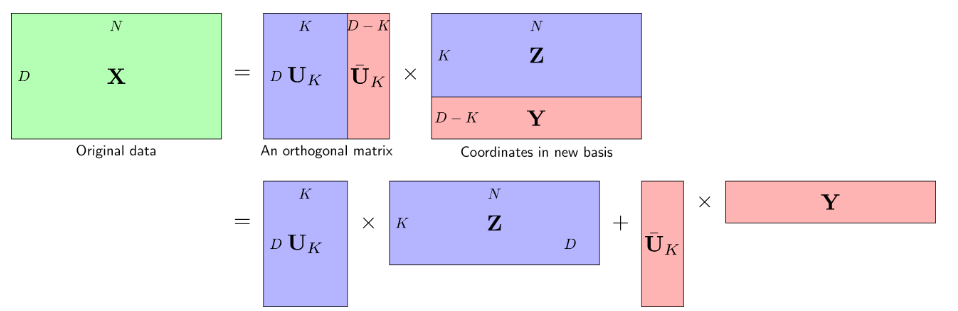 N K D − K N
K Z
D X = D U_K Ū_K ×
D − K Y
Original data An orthogonal matrix Coordinates in new basis
K N
= D U_K × K Z + Ū_K × Y
D